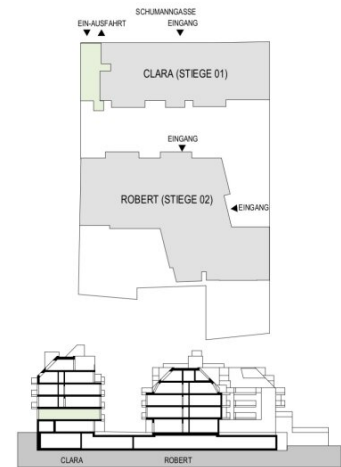 SCHUMANNGASSE
EIN-AUSFAHRT EINGANG
CLARA (STIEGE 01)
EINGANG
ROBERT (STIEGE 02)
EINGANG
CLARA ROBERT